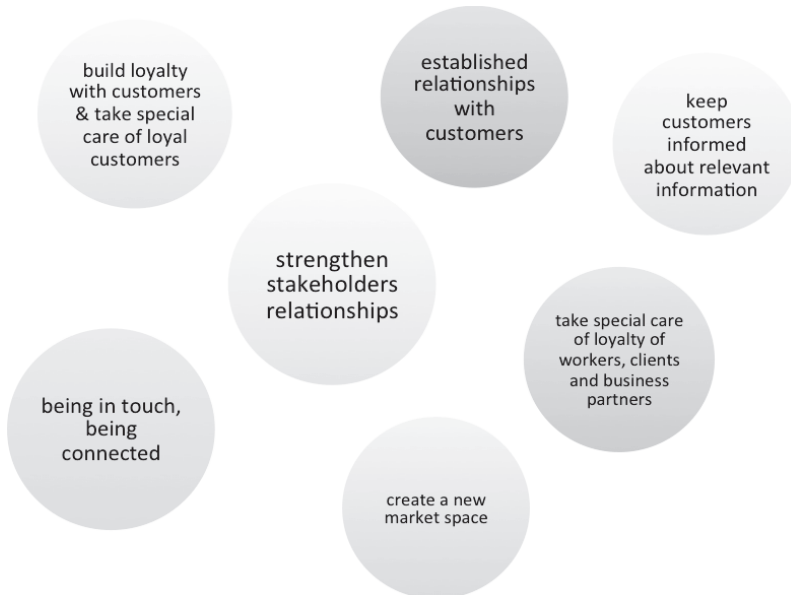 build loyalty
with customers
& take special
care of loyal
customers
established
relationships
with
customers
keep
customers
informed
about relevant
information
strengthen
stakeholders
relationships
take special care
of loyalty of
workers, clients
and business
partners
being in touch,
being
connected
create a new
market space